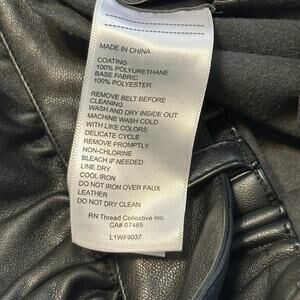 MADE IN CHINA
COATING
100% POLYURETHANE
BASE FABRIC
100% POLYESTER
REMOVE BELT BEFORE
CLEANING
WASH AND DRY INSIDE OUT
MACHINE WASH COLD
WITH LIKE COLORS
DELICATE CYCLE
REMOVE PROMPTLY
NON-CHLORINE
BLEACH IF NEEDED
LINE DRY
COOL IRON
DO NOT IRON OVER FAUX
LEATHER
DO NOT DRY CLEAN
RN Thread Collective Inc.
CA# 07465
L1WF9037